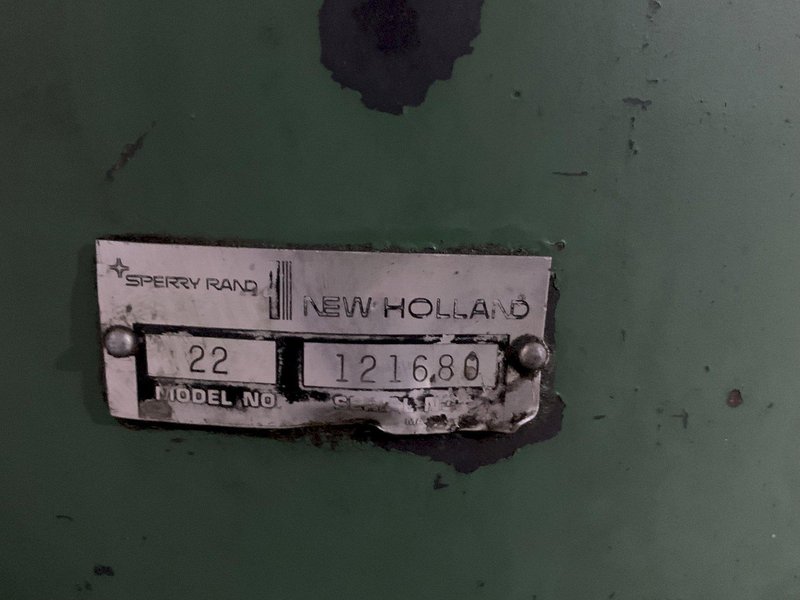 SPERRY RAND
NEW HOLLAND
22 121680
MODEL NO